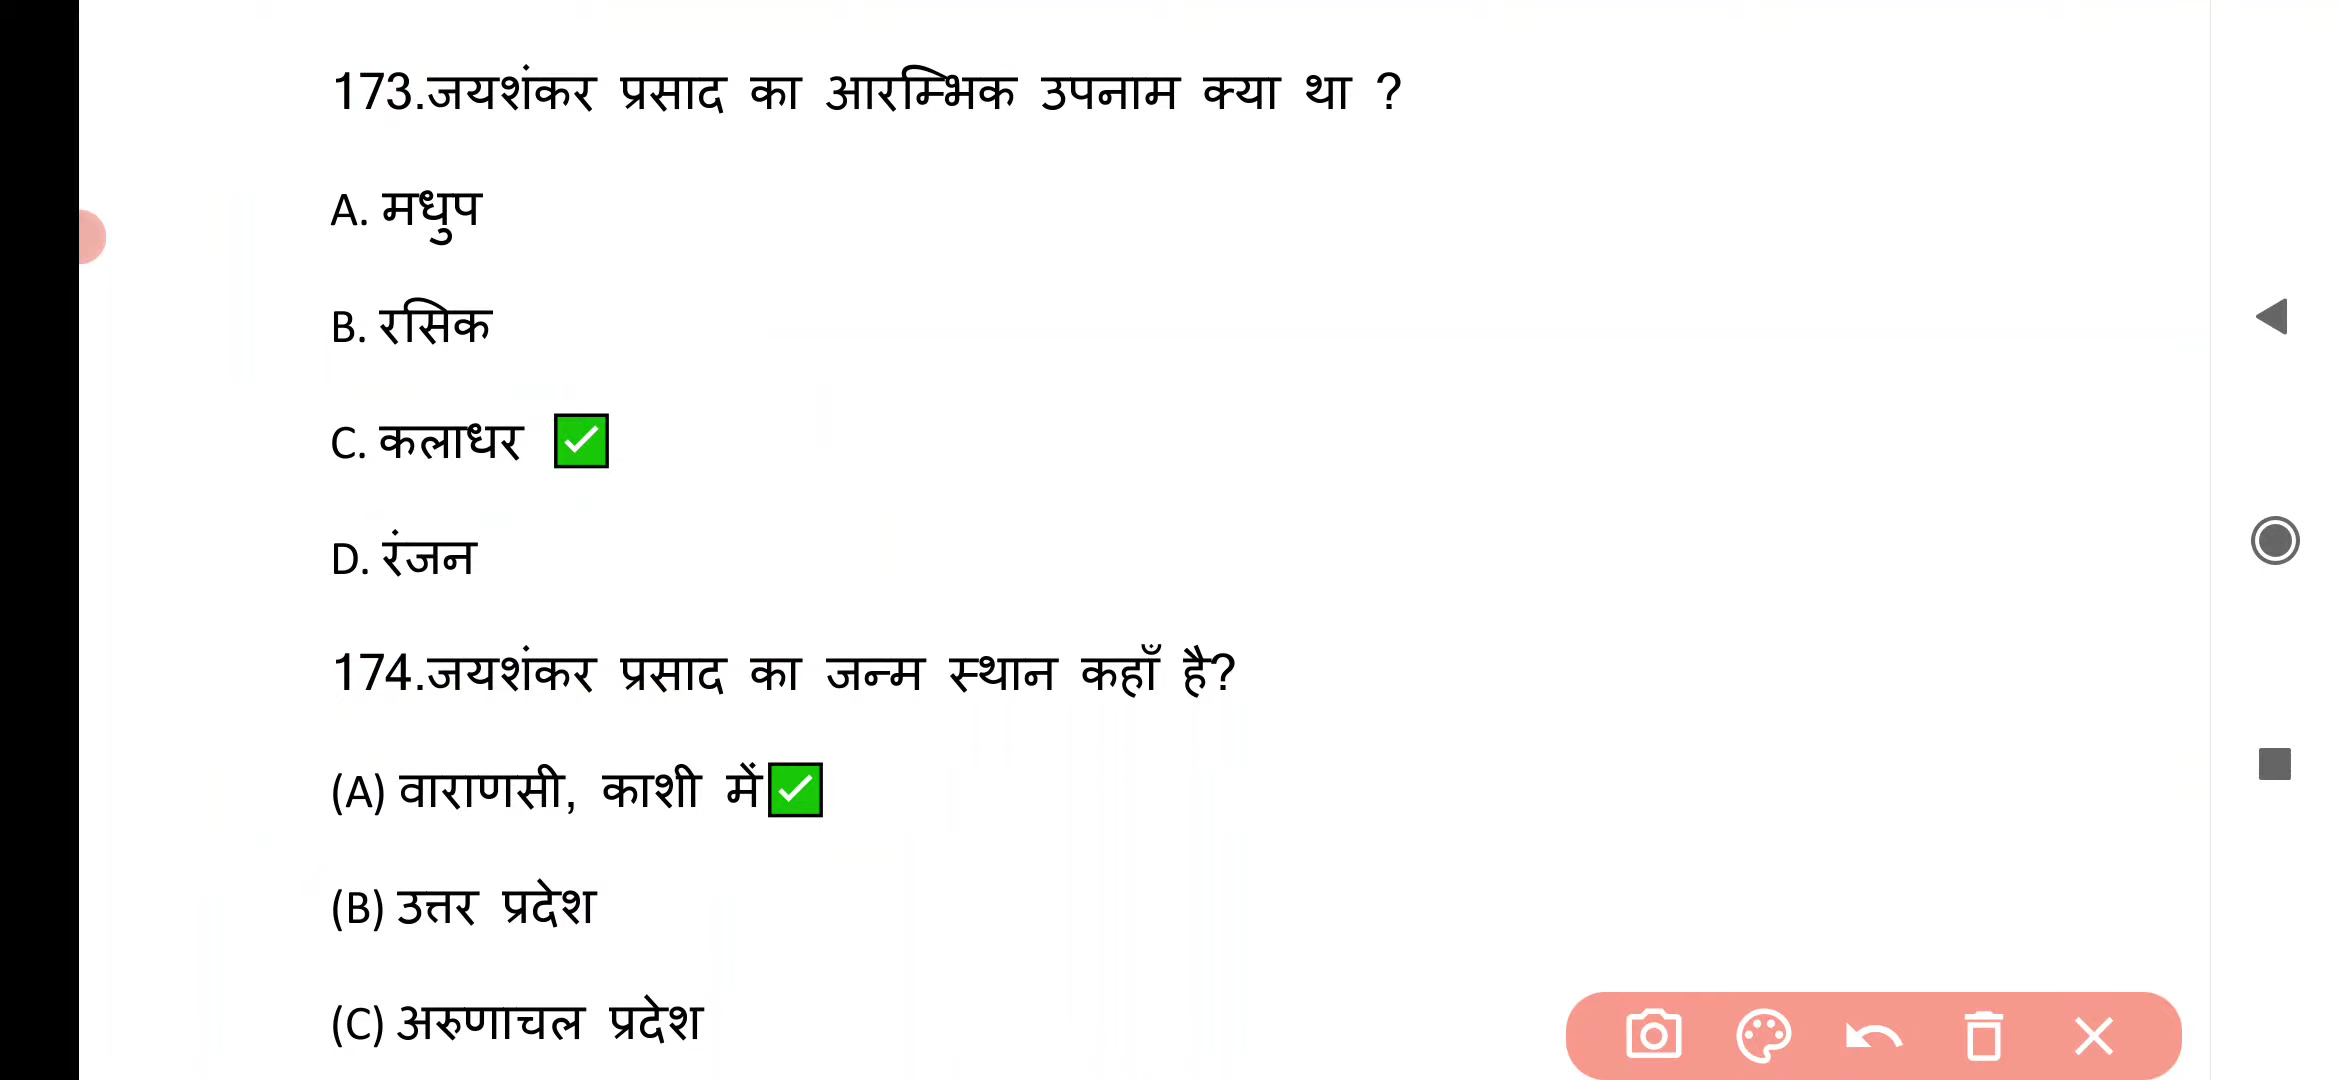 173.जयशंकर प्रसाद का आरम्भिक उपनाम क्या था ?
A. मधुप
B. रसिक
C. कलाधर
D. रंजन
174.जयशंकर प्रसाद का जन्म स्थान कहाँ है?
(A) वाराणसी, काशी में
(B) उत्तर प्रदेश
(C) अरुणाचल प्रदेश